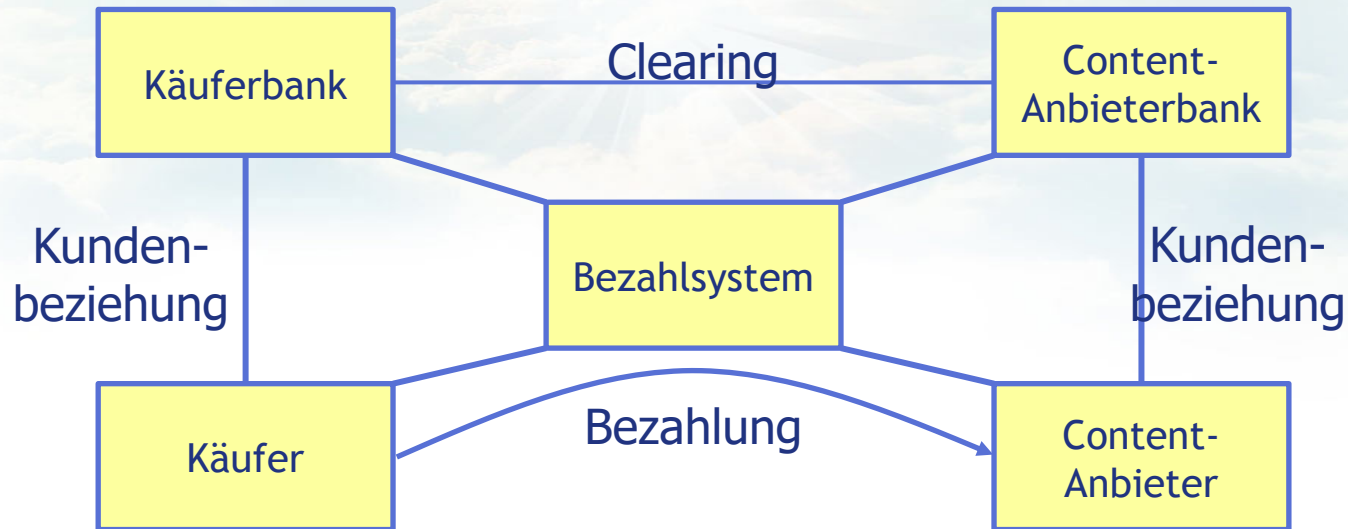 Käuferbank
Clearing
Content-
Anbieterbank
Kunden-
beziehung
Bezahlsystem
Kunden-
beziehung
Käufer
Bezahlung
Content-
Anbieter